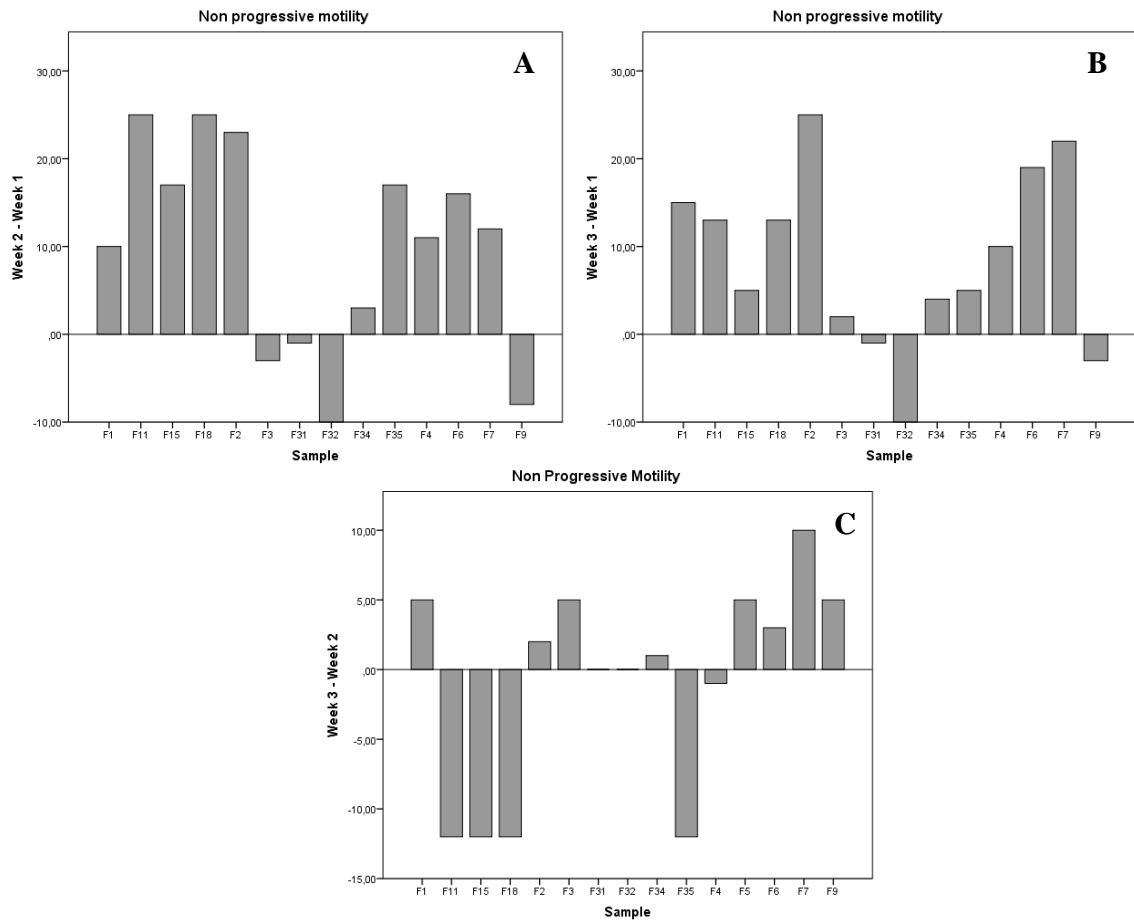 Non progressive motility
A
30,00
20,00
10,00
,00
-10,00
Week 2 - Week 1
F1 F11 F15 F18 F2 F3 F31 F32 F34 F35 F4 F6 F7 F9
Sample
Non progressive motility
B
30,00
20,00
10,00
,00
-10,00
Week 3 - Week 1
F1 F11 F15 F18 F2 F3 F31 F32 F34 F35 F4 F6 F7 F9
Sample
Non Progressive Motility
C
10,00
5,00
,00
-5,00
-10,00
-15,00
Week 3 - Week 2
F1 F11 F15 F18 F2 F3 F31 F32 F34 F35 F4 F5 F6 F7 F9
Sample